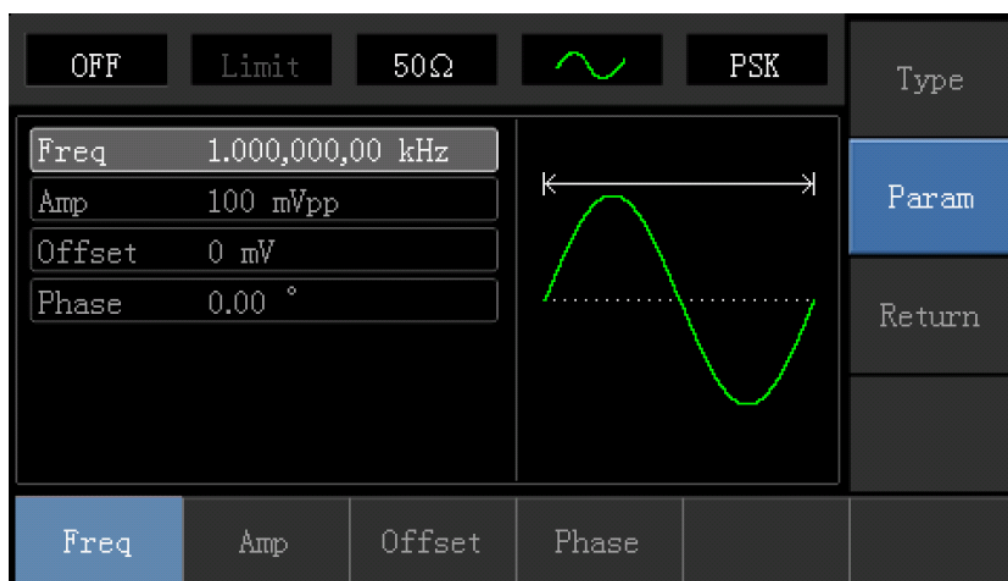 OFF Limit 50Ω PSK
Type
Freq 1.000,000,00 kHz
Amp 100 mVpp
Param
Offset 0 mV
Phase 0.00 °
Return
Freq Amp Offset Phase